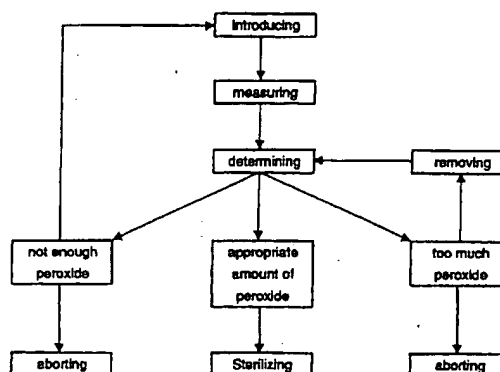 introducing
measuring
determining
removing
not enough
peroxide
appropriate
amount of
peroxide
too much
peroxide
aborting
Sterilizing
aborting